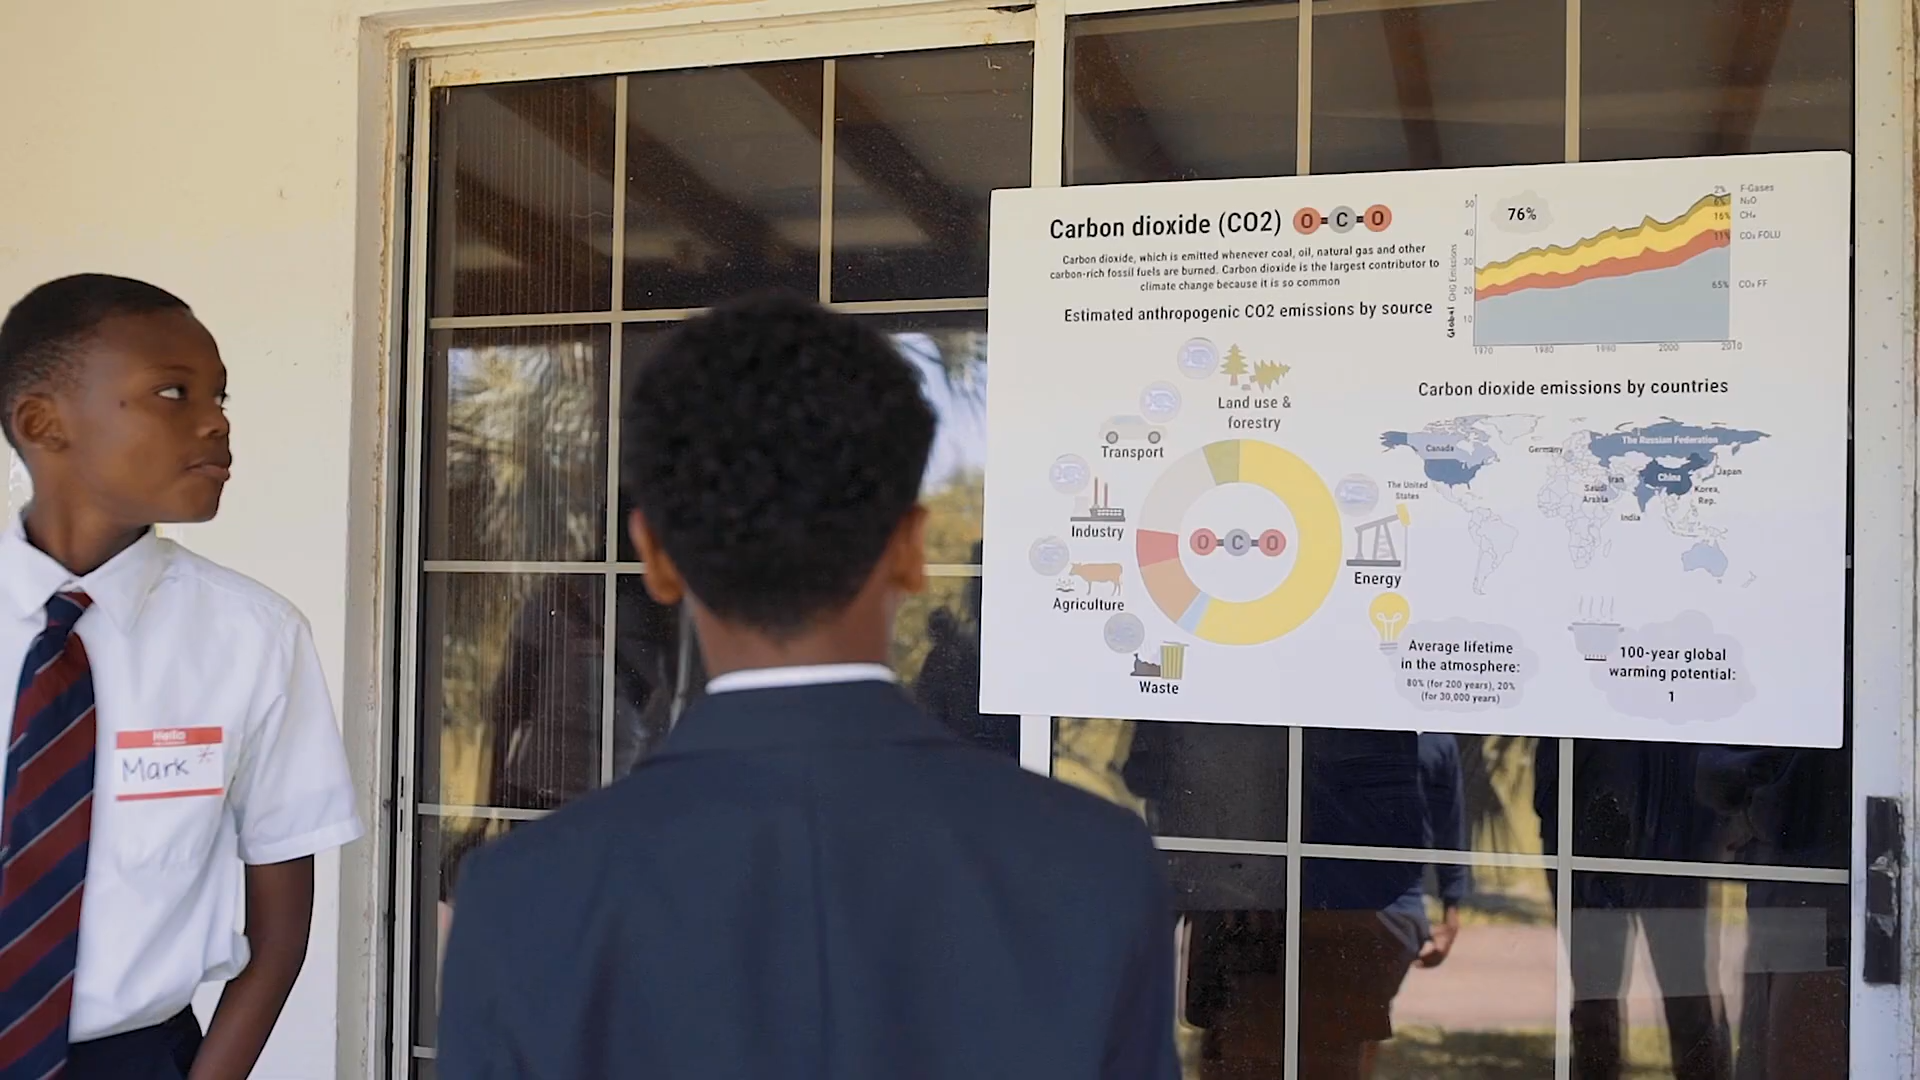 Hello
Mark
Carbon dioxide (CO2)
O C O
Carbon dioxide, which is emitted whenever coal, oil, natural gas and other
carbon-rich fossil fuels are burned. Carbon dioxide is the largest contributor to
climate change because it is so common
Estimated anthropogenic CO2 emissions by source
Land use &
forestry
Transport
Industry
Agriculture
Waste
Energy
O C O
76%
Global GHG Emissions
50
40
30
20
10
1970 1980 1990 2000 2010
2% F-Gases
6% N₂O
16% CH₄
11% CO₂ FOLU
65% CO₂ FF
Carbon dioxide emissions by countries
Canada
The United
States
Germany
The Russian Federation
Iran
Saudi
Arabia
China
Japan
Korea,
Rep.
India
Average lifetime
in the atmosphere:
80% (for 200 years), 20%
(for 30,000 years)
100-year global
warming potential:
1